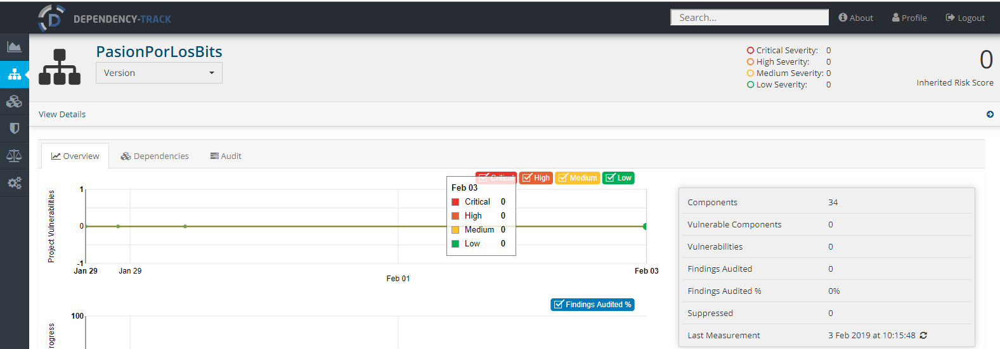 DEPENDENCY-TRACK
Search...
About
Profile
Logout
PasionPorLosBits
Version
Critical Severity: 0
High Severity: 0
Medium Severity: 0
Low Severity: 0
0
Inherited Risk Score
View Details
Overview
Dependencies
Audit
Critical
High
Medium
Low
Project Vulnerabilities
1
0
-1
Jan 29
Jan 29
Feb 01
Feb 03
Feb 03
Critical 0
High 0
Medium 0
Low 0
Components 34
Vulnerable Components 0
Vulnerabilities 0
Findings Audited 0
Findings Audited % 0%
Suppressed 0
Last Measurement 3 Feb 2019 at 10:15:48
Findings Audited %
100